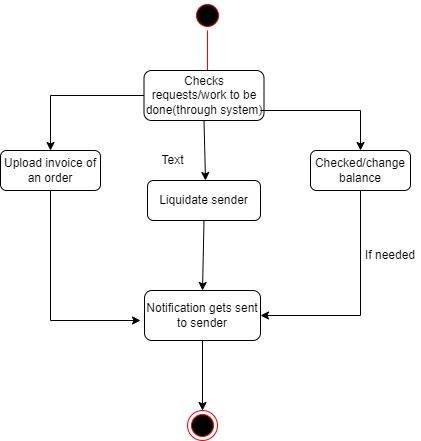 Checks
requests/work to be
done(through system)
Upload invoice of
an order
Text
Liquidate sender
Checked/change
balance
If needed
Notification gets sent
to sender